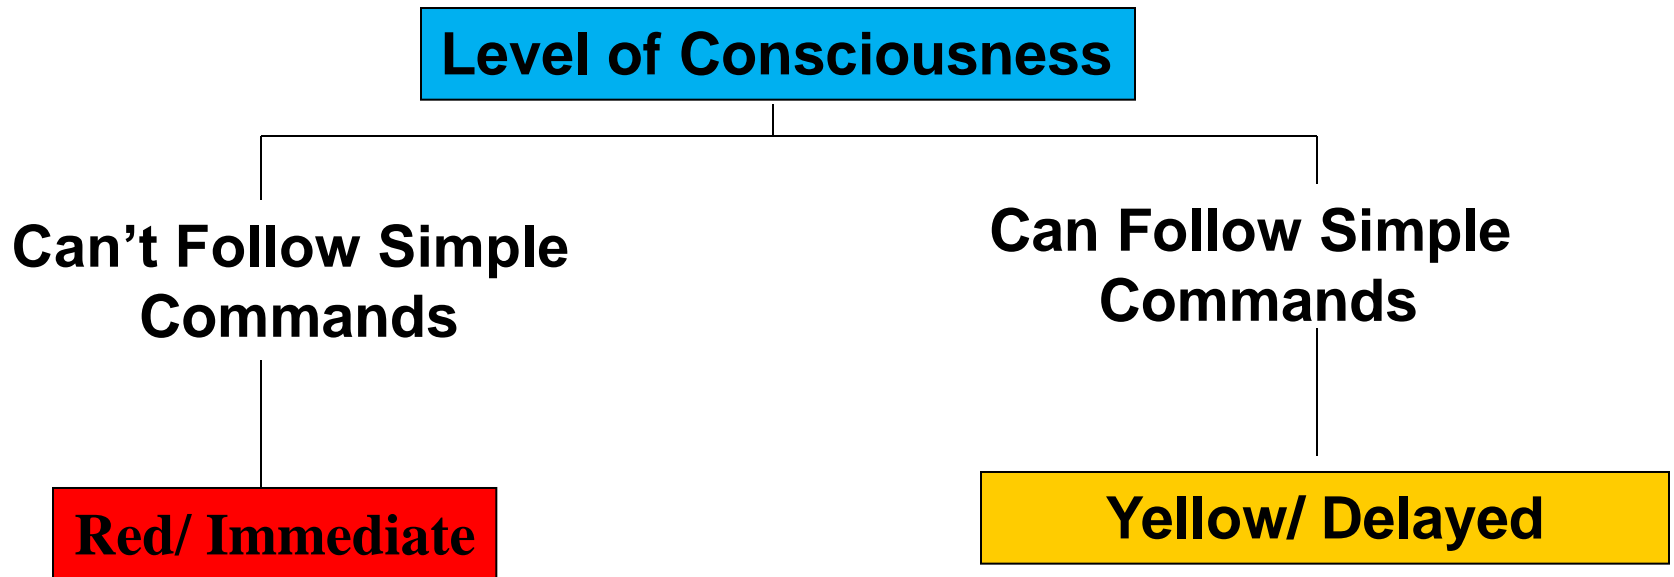 Level of Consciousness
Can’t Follow Simple
Commands
Can Follow Simple
Commands
Red/ Immediate
Yellow/ Delayed